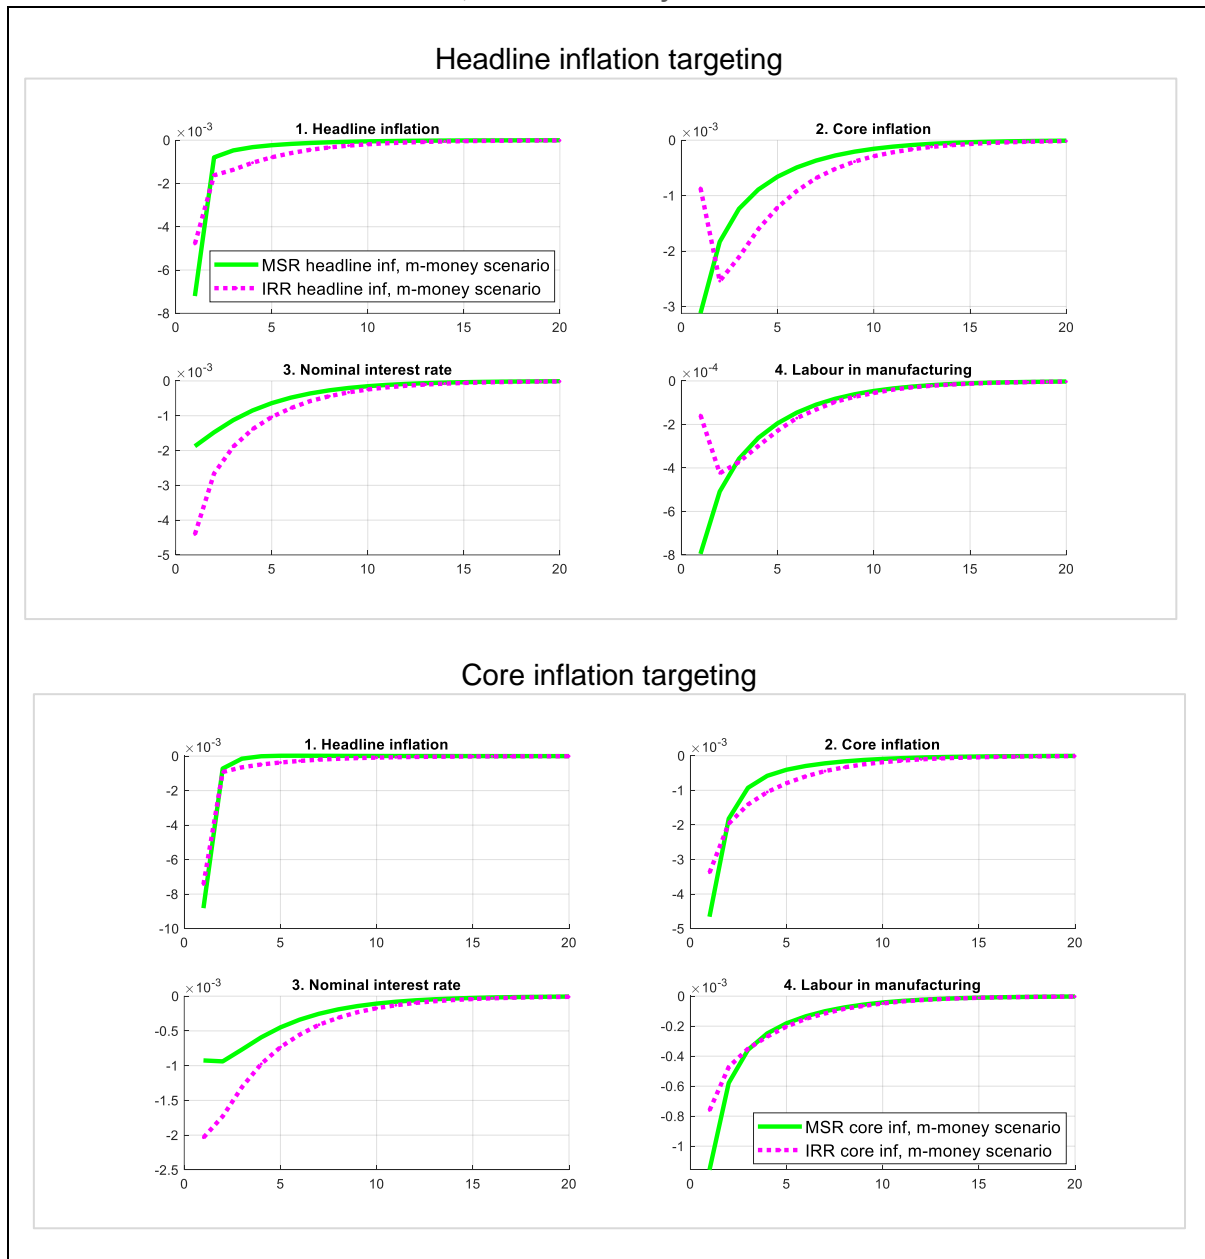 Headline inflation targeting
×10-3
1. Headline inflation
0
-2
-4
-6
-8
0 5 10 15 20
MSR headline inf, m-money scenario
IRR headline inf, m-money scenario
×10-3
2. Core inflation
0
-1
-2
-3
0 5 10 15 20
×10-3
3. Nominal interest rate
0
-1
-2
-3
-4
-5
0 5 10 15 20
×10-4
4. Labour in manufacturing
0
-2
-4
-6
-8
0 5 10 15 20
Core inflation targeting
×10-3
1. Headline inflation
0
-2
-4
-6
-8
-10
0 5 10 15 20
×10-3
2. Core inflation
0
-1
-2
-3
-4
-5
0 5 10 15 20
×10-3
3. Nominal interest rate
0
-0.5
-1
-1.5
-2
-2.5
0 5 10 15 20
×10-3
4. Labour in manufacturing
0
-0.2
-0.4
-0.6
-0.8
-1
0 5 10 15 20
MSR core inf, m-money scenario
IRR core inf, m-money scenario